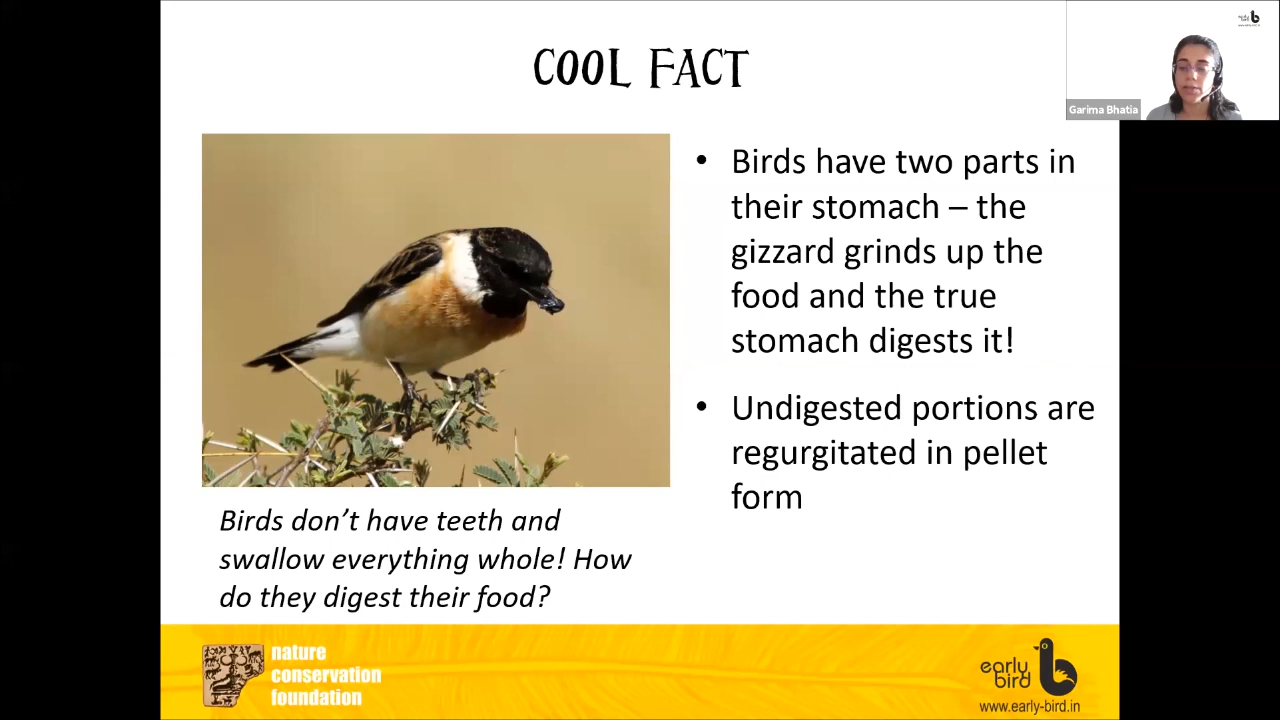 COOL FACT
Garima Bhatia
• Birds have two parts in
their stomach – the
gizzard grinds up the
food and the true
stomach digests it!
• Undigested portions are
regurgitated in pellet
form
Birds don’t have teeth and
swallow everything whole! How
do they digest their food?
nature
conservation
foundation
early
bird
www.early-bird.in